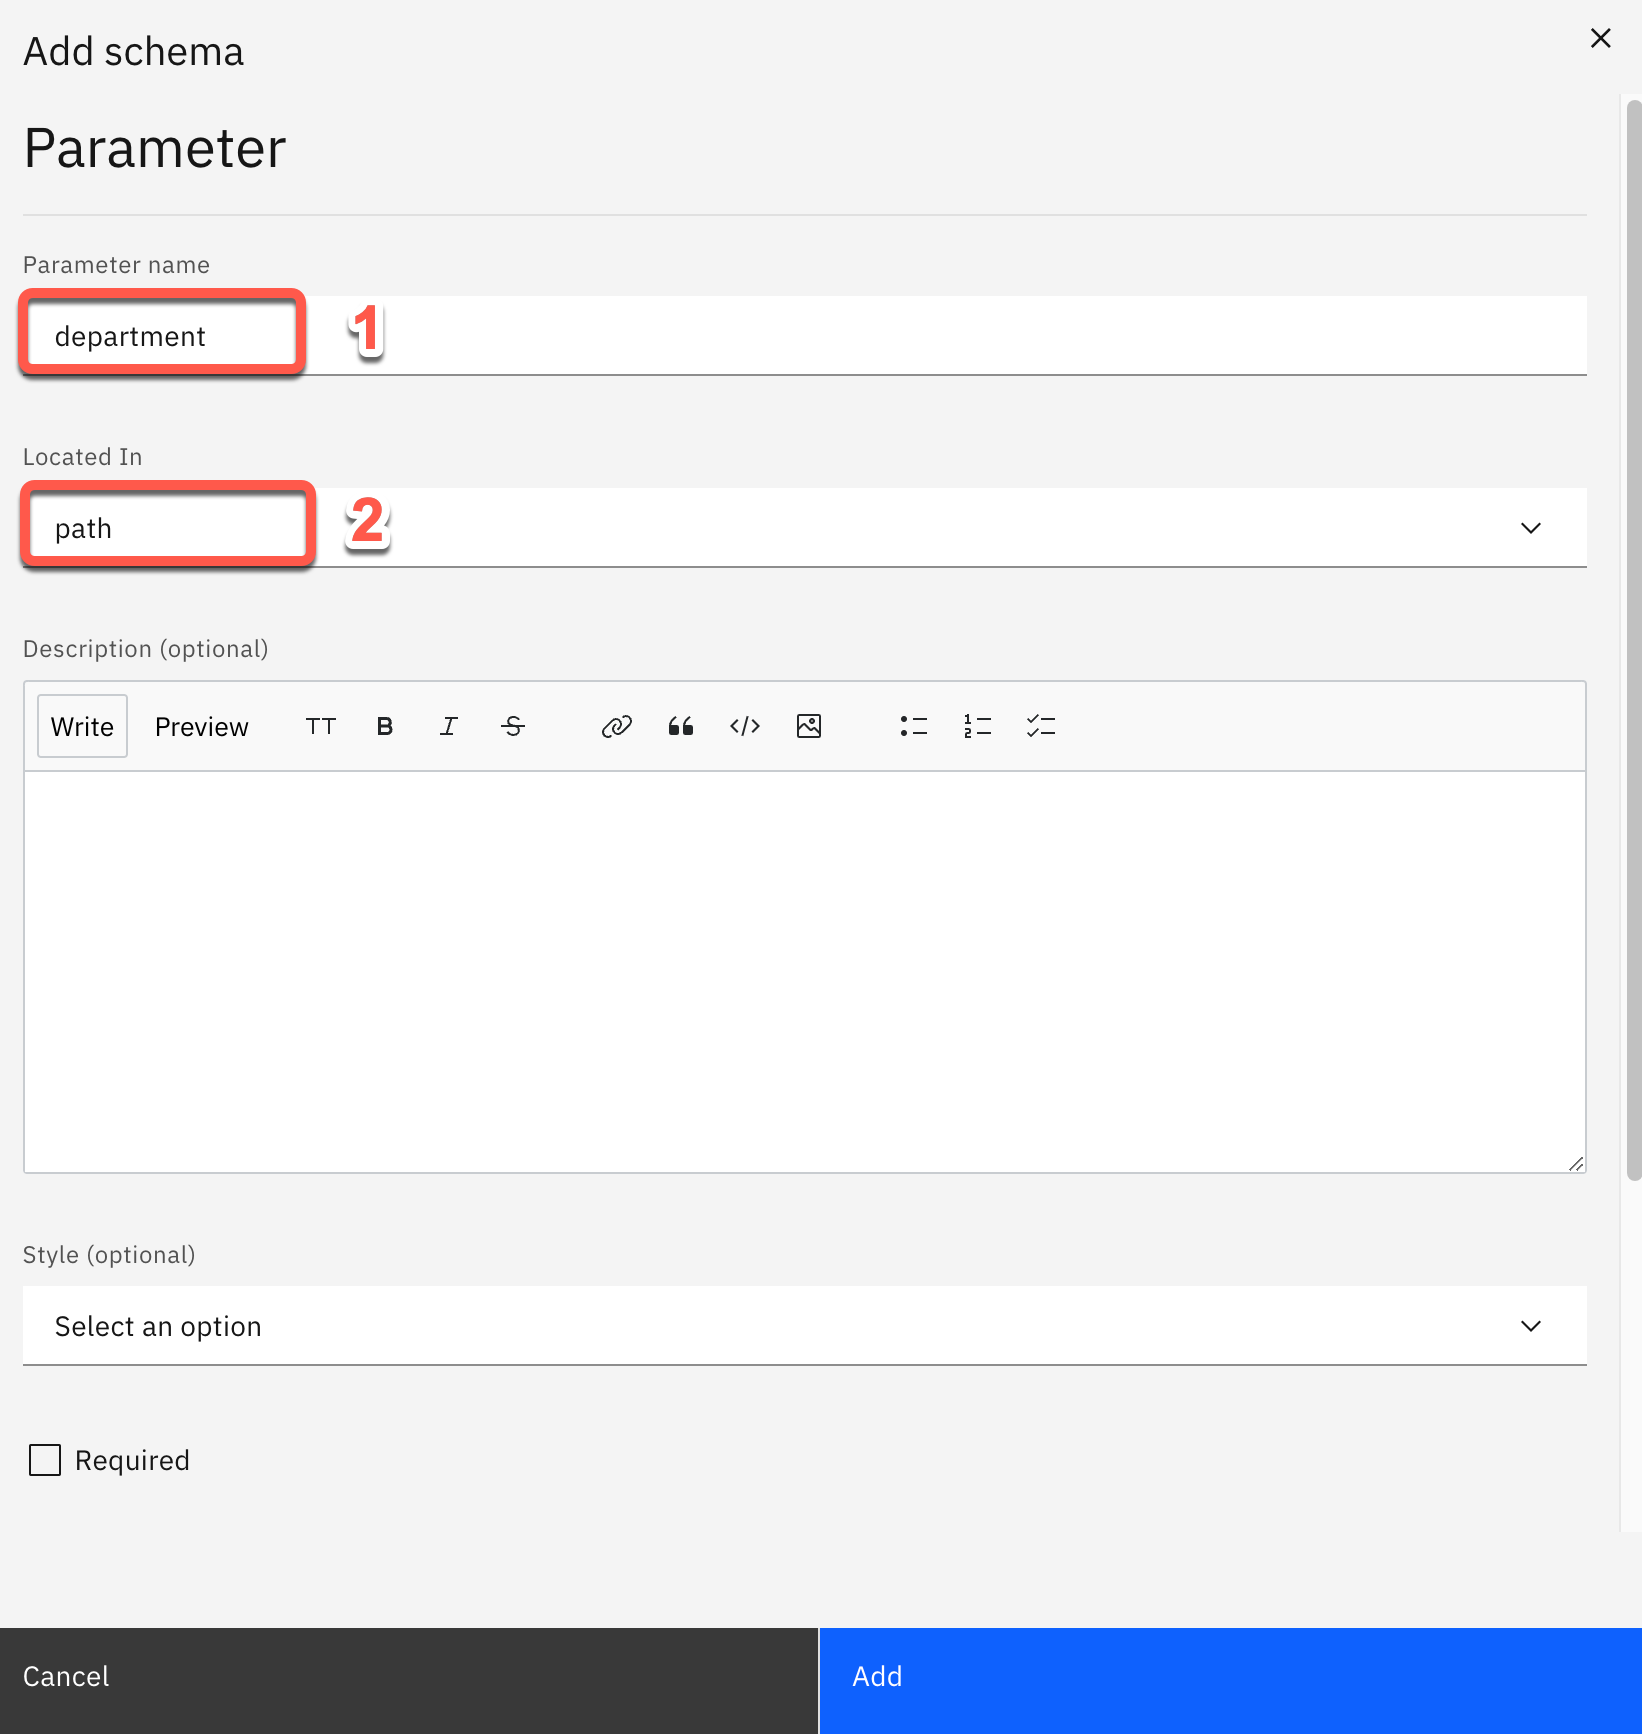 Add schema
Parameter
Parameter name
department
1
Located In
path
2
Description (optional)
Write Preview TT B I S
Style (optional)
Select an option
Required
Cancel
Add